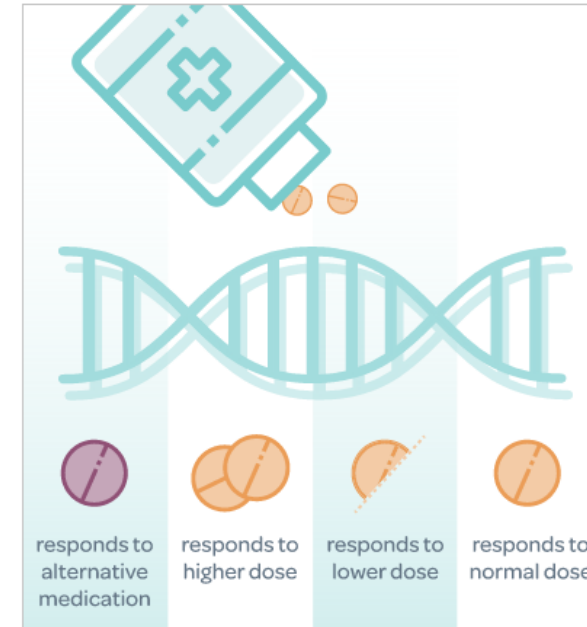 responds to
alternative
medication
responds to
higher dose
responds to
lower dose
responds to
normal dose